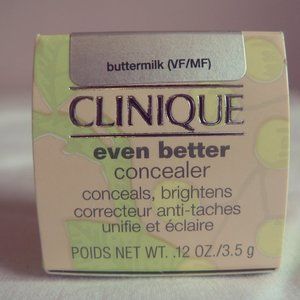 buttermilk (VF/MF)
CLINIQUE
even better
concealer
conceals, brightens
correcteur anti-taches
unifie et éclaire
POIDS NET WT. .12 OZ./3.5 g